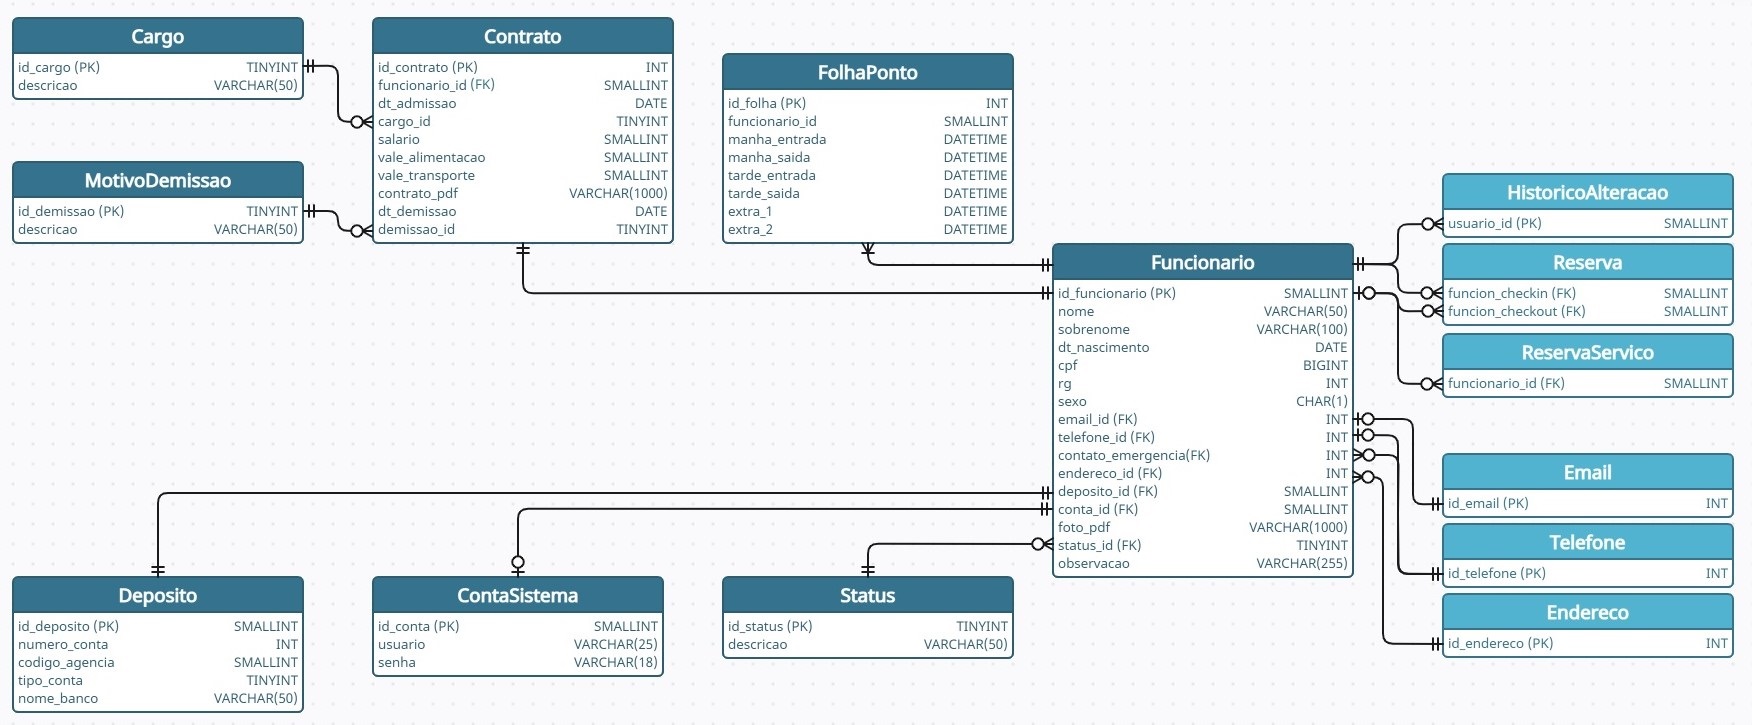 Cargo
id_cargo (PK) TINYINT
descricao VARCHAR(50)
MotivoDemissao
id_demissao (PK) TINYINT
descricao VARCHAR(50)
Contrato
id_contrato (PK) INT
funcionario_id (FK) SMALLINT
dt_admissao DATE
cargo_id TINYINT
salario SMALLINT
vale_alimentacao SMALLINT
vale_transporte SMALLINT
contrato_pdf VARCHAR(1000)
dt_demissao DATE
demissao_id TINYINT
FolhaPonto
id_folha (PK) INT
funcionario_id SMALLINT
manha_entrada DATETIME
manha_saida DATETIME
tarde_entrada DATETIME
tarde_saida DATETIME
extra_1 DATETIME
extra_2 DATETIME
Funcionario
id_funcionario (PK) SMALLINT
nome VARCHAR(50)
sobrenome VARCHAR(100)
dt_nascimento DATE
cpf BIGINT
rg INT
sexo CHAR(1)
email_id (FK) INT
telefone_id (FK) INT
contato_emergencia(FK) INT
endereco_id (FK) INT
deposito_id (FK) SMALLINT
conta_id (FK) SMALLINT
foto_pdf VARCHAR(1000)
status_id (FK) TINYINT
observacao VARCHAR(255)
HistoricoAlteracao
usuario_id (PK) SMALLINT
Reserva
funcion_checkin (FK) SMALLINT
funcion_checkout (FK) SMALLINT
ReservaServico
funcionario_id (FK) SMALLINT
Email
id_email (PK) INT
Telefone
id_telefone (PK) INT
Endereco
id_endereco (PK) INT
Deposito
id_deposito (PK) SMALLINT
numero_conta INT
codigo_agencia SMALLINT
tipo_conta TINYINT
nome_banco VARCHAR(50)
ContaSistema
id_conta (PK) SMALLINT
usuario VARCHAR(25)
senha VARCHAR(18)
Status
id_status (PK) TINYINT
descricao VARCHAR(50)